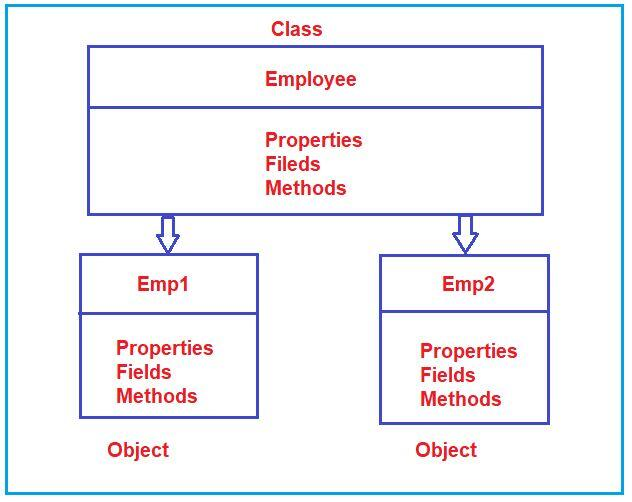 Class
Employee
Properties
Fileds
Methods
Emp1
Properties
Fields
Methods
Object
Emp2
Properties
Fields
Methods
Object